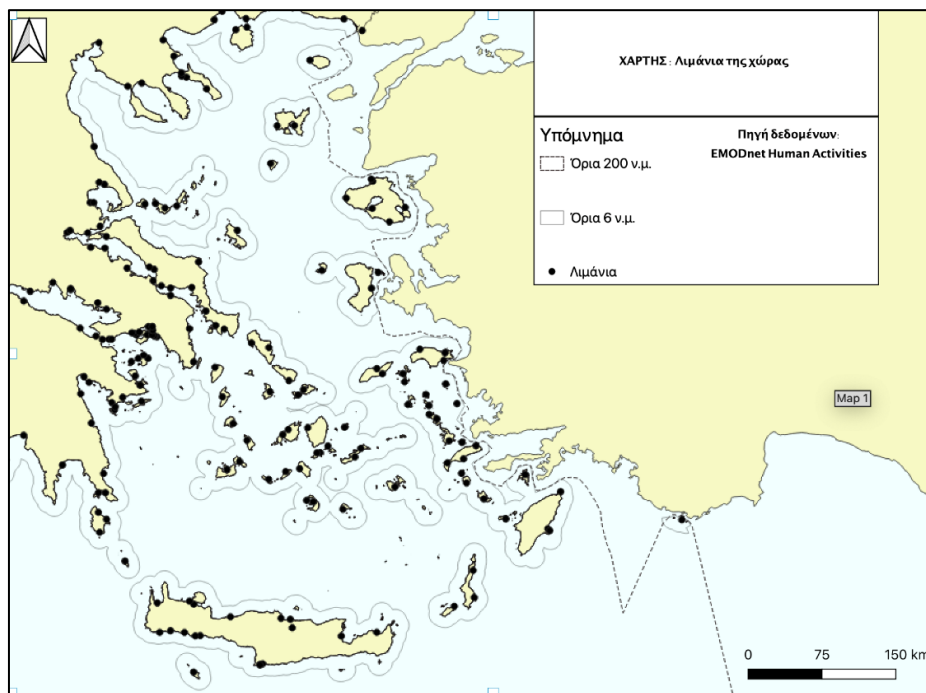 ΧΑΡΤΗΣ : Λιμάνια της χώρας
Υπόμνημα
Πηγή δεδομένων:
EMODnet Human Activities
Όρια 200 ν.μ.
Όρια 6 ν.μ.
Λιμάνια
Map 1
0 75 150 km